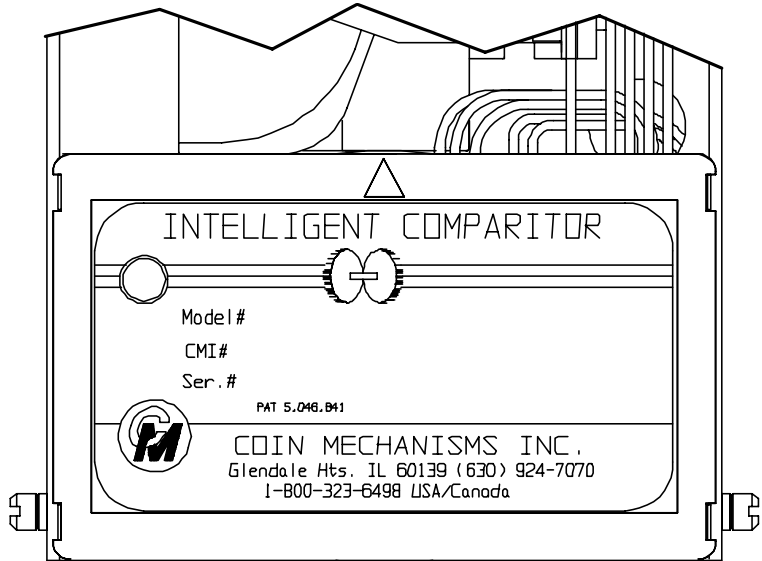 INTELLIGENT COMPARITOR
Model#
CMI#
Ser.#
PAT 5,046,841
CM
COIN MECHANISMS INC.
Glendale Hts. IL 60139 (630) 924-7070
1-800-323-6498 USA/Canada